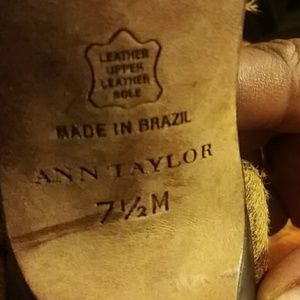 LEATHER
UPPER
LEATHER
SOLE
MADE IN BRAZIL
ANN TAYLOR
7½M